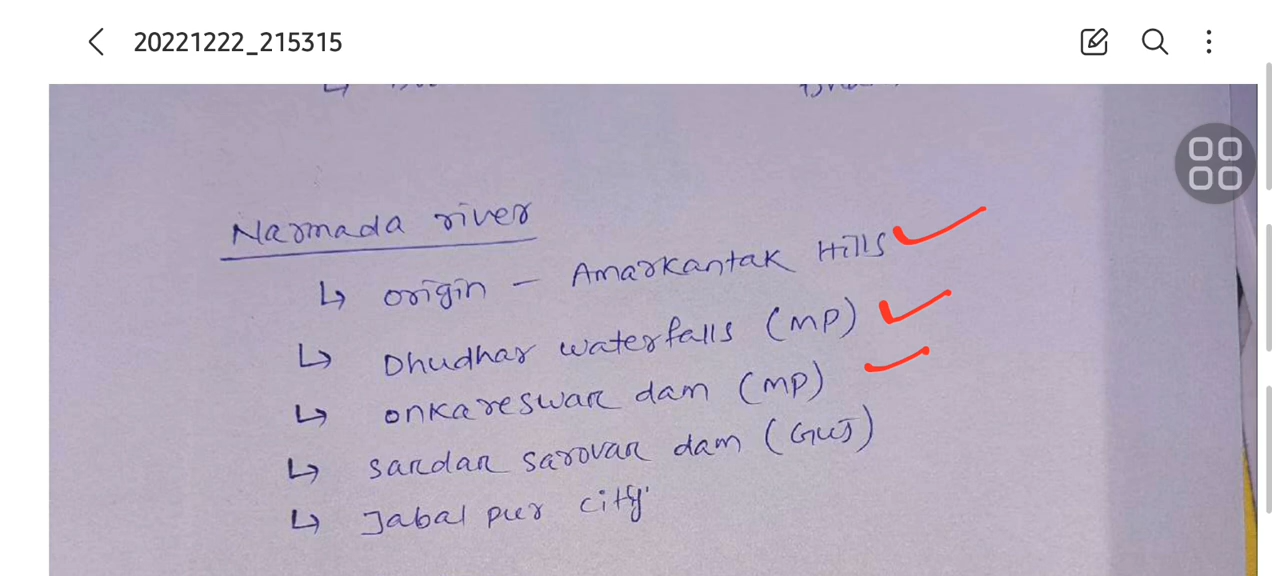 20221222_215315
Narmada river
↳ origin - Amarkantak Hills
↳ Dhudhar waterfalls (MP)
↳ onkareswar dam (MP)
↳ sardar sarovar dam (GUJ)
↳ Jabal pur city